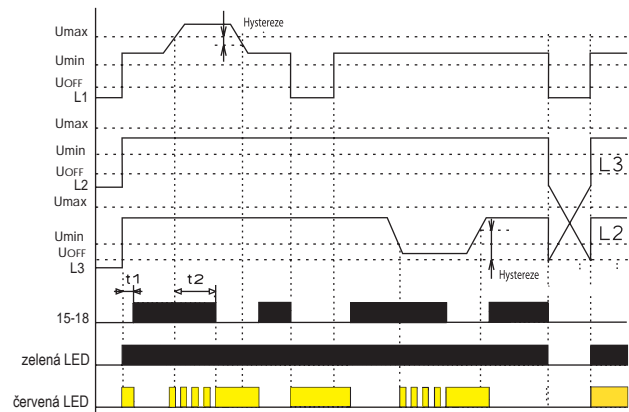 Hystereze
Umax
Umin
UOFF
L1
Umax
Umin
UOFF
L2
L3
Umax
Umin
UOFF
L3
L2
Hystereze
t1
t2
15-18
zelená LED
červená LED